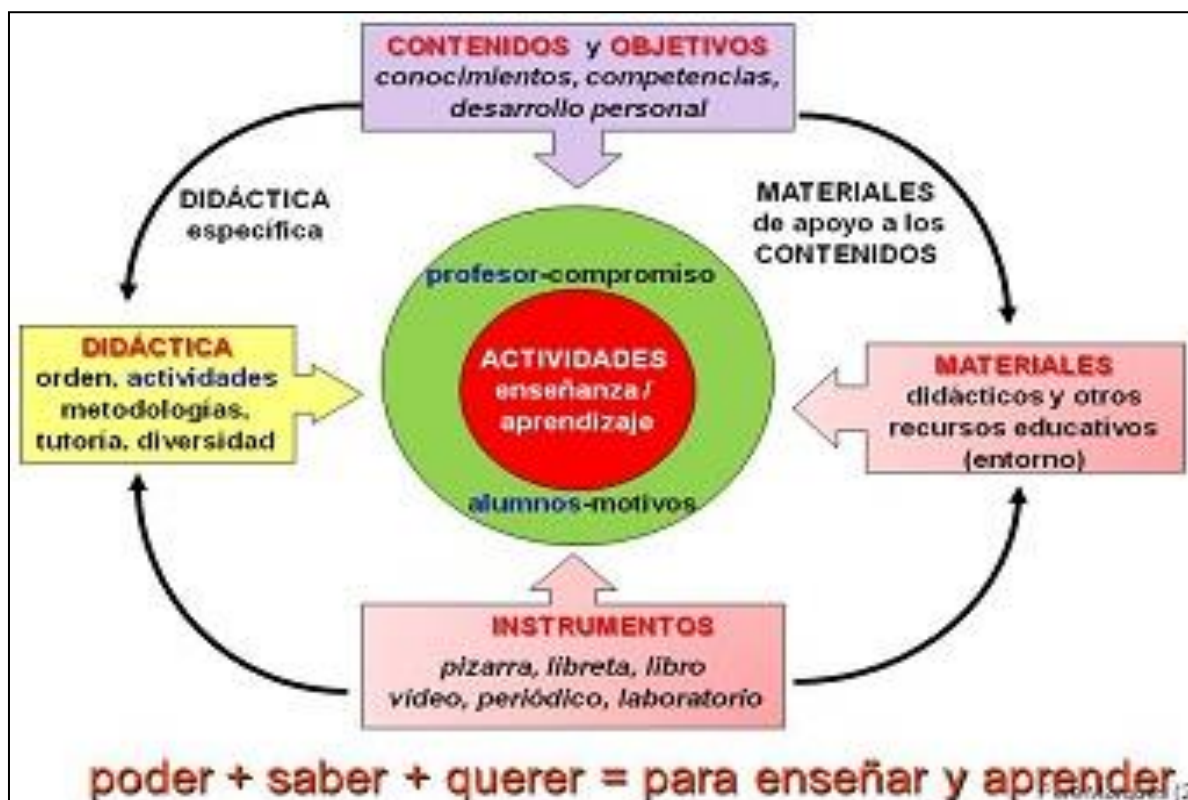 CONTENIDOS y OBJETIVOS
conocimientos, competencias,
desarrollo personal
DIDÁCTICA
específica
MATERIALES
de apoyo a los
CONTENIDOS
profesor-compromiso
ACTIVIDADES
enseñanza /
aprendizaje
alumnos-motivos
DIDÁCTICA
orden, actividades
metodologías,
tutoría, diversidad
MATERIALES
didácticos y otros
recursos educativos
(entorno)
INSTRUMENTOS
pizarra, libreta, libro
vídeo, periódico, laboratorio
poder + saber + querer = para enseñar y aprender